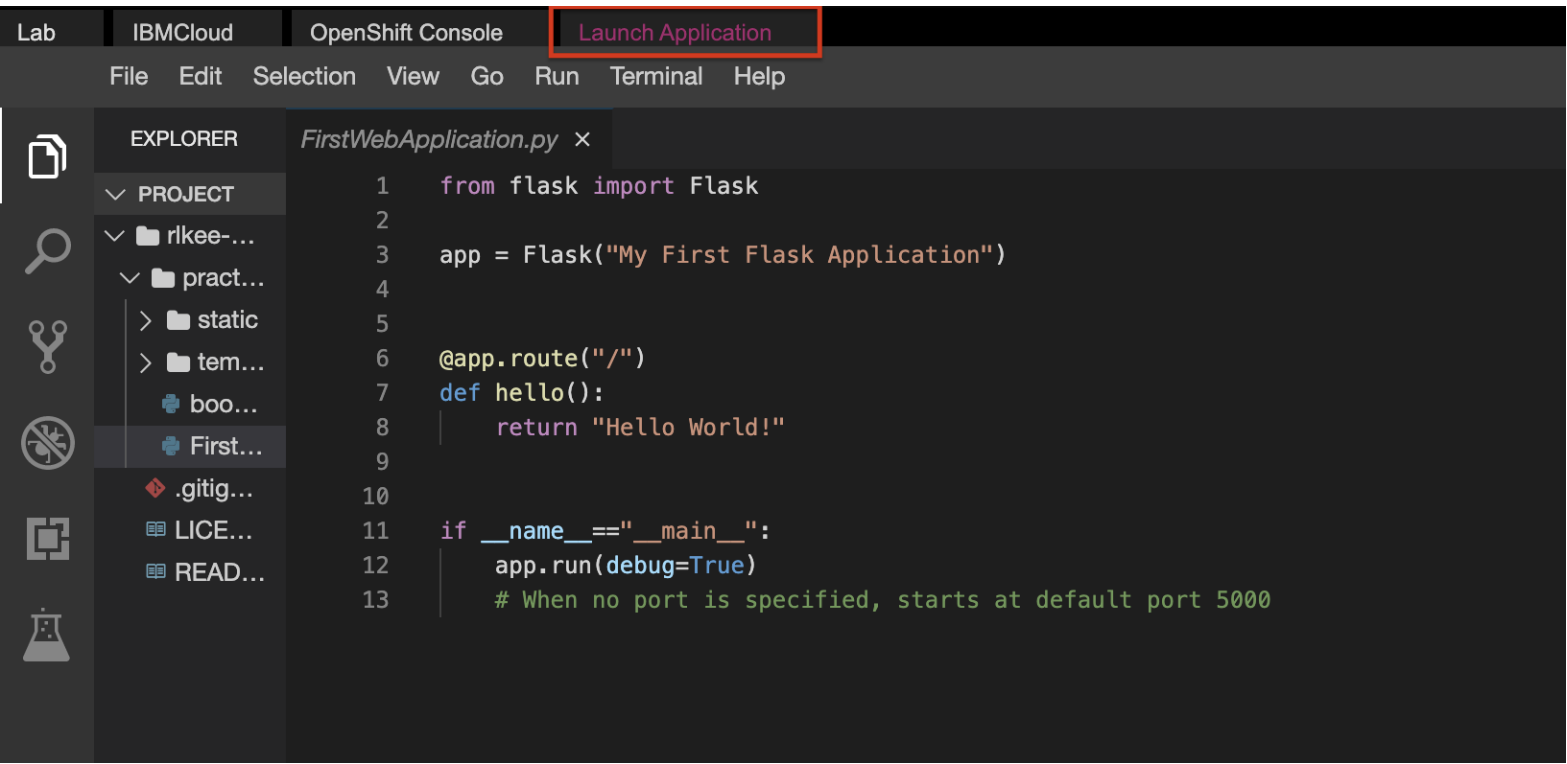 Lab IBMCloud OpenShift Console Launch Application
File Edit Selection View Go Run Terminal Help
EXPLORER
PROJECT
rlkee-...
pract...
static
tem...
boo...
First...
.gitig...
LICE...
READ...
FirstWebApplication.py ×
1 from flask import Flask
2
3 app = Flask("My First Flask Application")
4
5
6 @app.route("/")
7 def hello():
8     return "Hello World!"
9
10
11 if __name__=="__main__":
12     app.run(debug=True)
13     # When no port is specified, starts at default port 5000